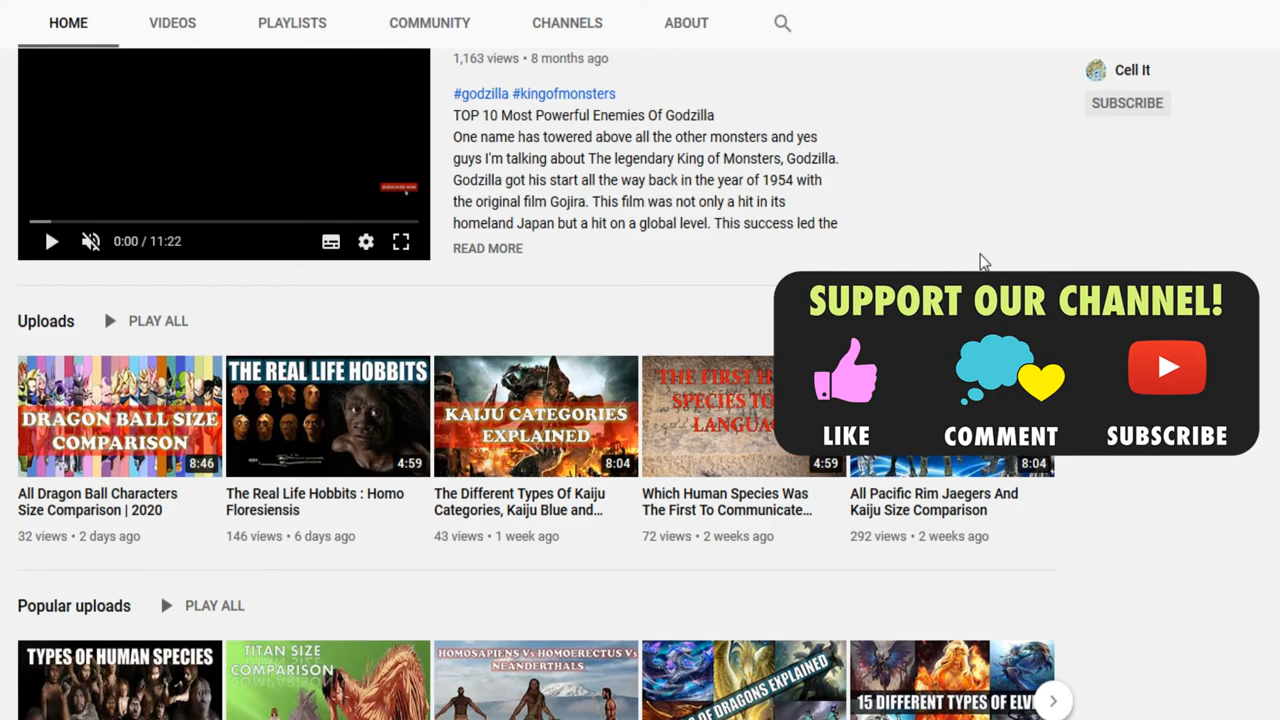 HOME VIDEOS PLAYLISTS COMMUNITY CHANNELS ABOUT
1,163 views • 8 months ago
#godzilla #kingofmonsters
TOP 10 Most Powerful Enemies Of Godzilla
One name has towered above all the other monsters and yes
guys I'm talking about The legendary King of Monsters, Godzilla.
Godzilla got his start all the way back in the year of 1954 with
the original film Gojira. This film was not only a hit in its
homeland Japan but a hit on a global level. This success led the
READ MORE
Cell It
SUBSCRIBE
SUBSCRIBE NOW
0:00 / 11:22
SUPPORT OUR CHANNEL!
LIKE COMMENT SUBSCRIBE
Uploads PLAY ALL
DRAGON BALL SIZE
COMPARISON
8:46
All Dragon Ball Characters
Size Comparison | 2020
32 views • 2 days ago
THE REAL LIFE HOBBITS
4:59
The Real Life Hobbits : Homo
Floresiensis
146 views • 6 days ago
KAIJU CATEGORIES
EXPLAINED
8:04
The Different Types Of Kaiju
Categories, Kaiju Blue and...
43 views • 1 week ago
THE FIRST
SPECIES TO
4:59
Which Human Species Was
The First To Communicate...
72 views • 2 weeks ago
8:04
All Pacific Rim Jaegers And
Kaiju Size Comparison
292 views • 2 weeks ago
Popular uploads PLAY ALL
TYPES OF HUMAN SPECIES
TITAN SIZE
COMPARISON
HOMOSAPIENS Vs HOMOERECTUS Vs
NEANDERTHALS
OF DRAGONS EXPLAINED
15 DIFFERENT TYPES OF